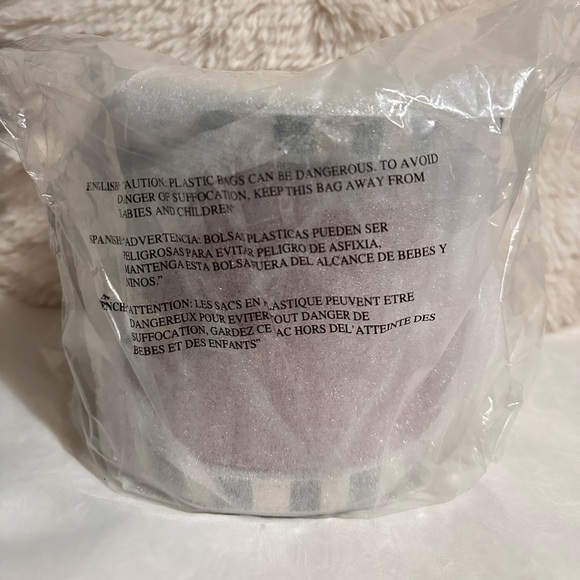 ENGLISH "CAUTION: PLASTIC BAGS CAN BE DANGEROUS. TO AVOID
DANGER OF SUFFOCATION, KEEP THIS BAG AWAY FROM
BABIES AND CHILDREN"
SPANISH: "ADVERTENCIA: BOLSAS PLASTICAS PUEDEN SER
PELIGROSAS PARA EVITAR PELIGRO DE ASFIXIA,
MANTENGA ESTA BOLSA FUERA DEL ALCANCE DE BEBES Y
NINOS."
FRENCH: "ATTENTION: LES SACS EN PLASTIQUE PEUVENT ETRE
DANGEREUX POUR EVITER TOUT DANGER DE
SUFFOCATION, GARDEZ CE SAC HORS DEL'ATTEINTE DES
BEBES ET DES ENFANTS"